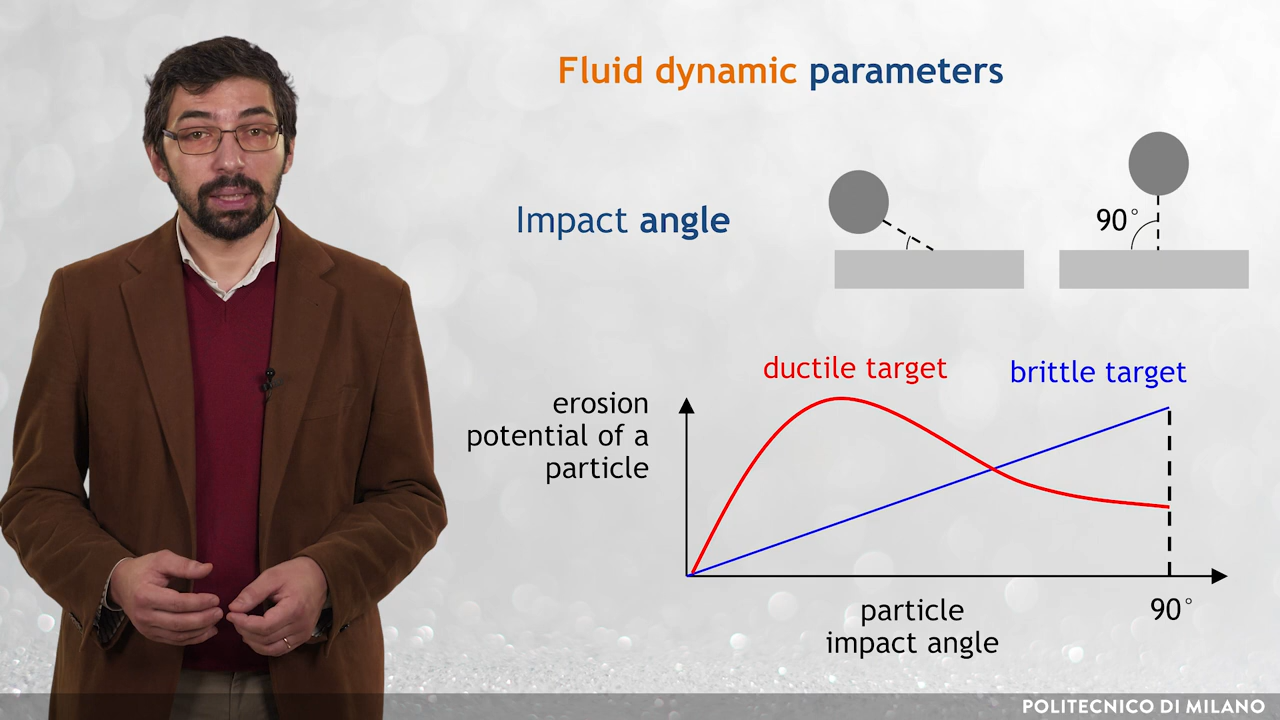 Fluid dynamic parameters
Impact angle
90°
ductile target
brittle target
erosion
potential of a
particle
particle
impact angle
90°
POLITECNICO DI MILANO